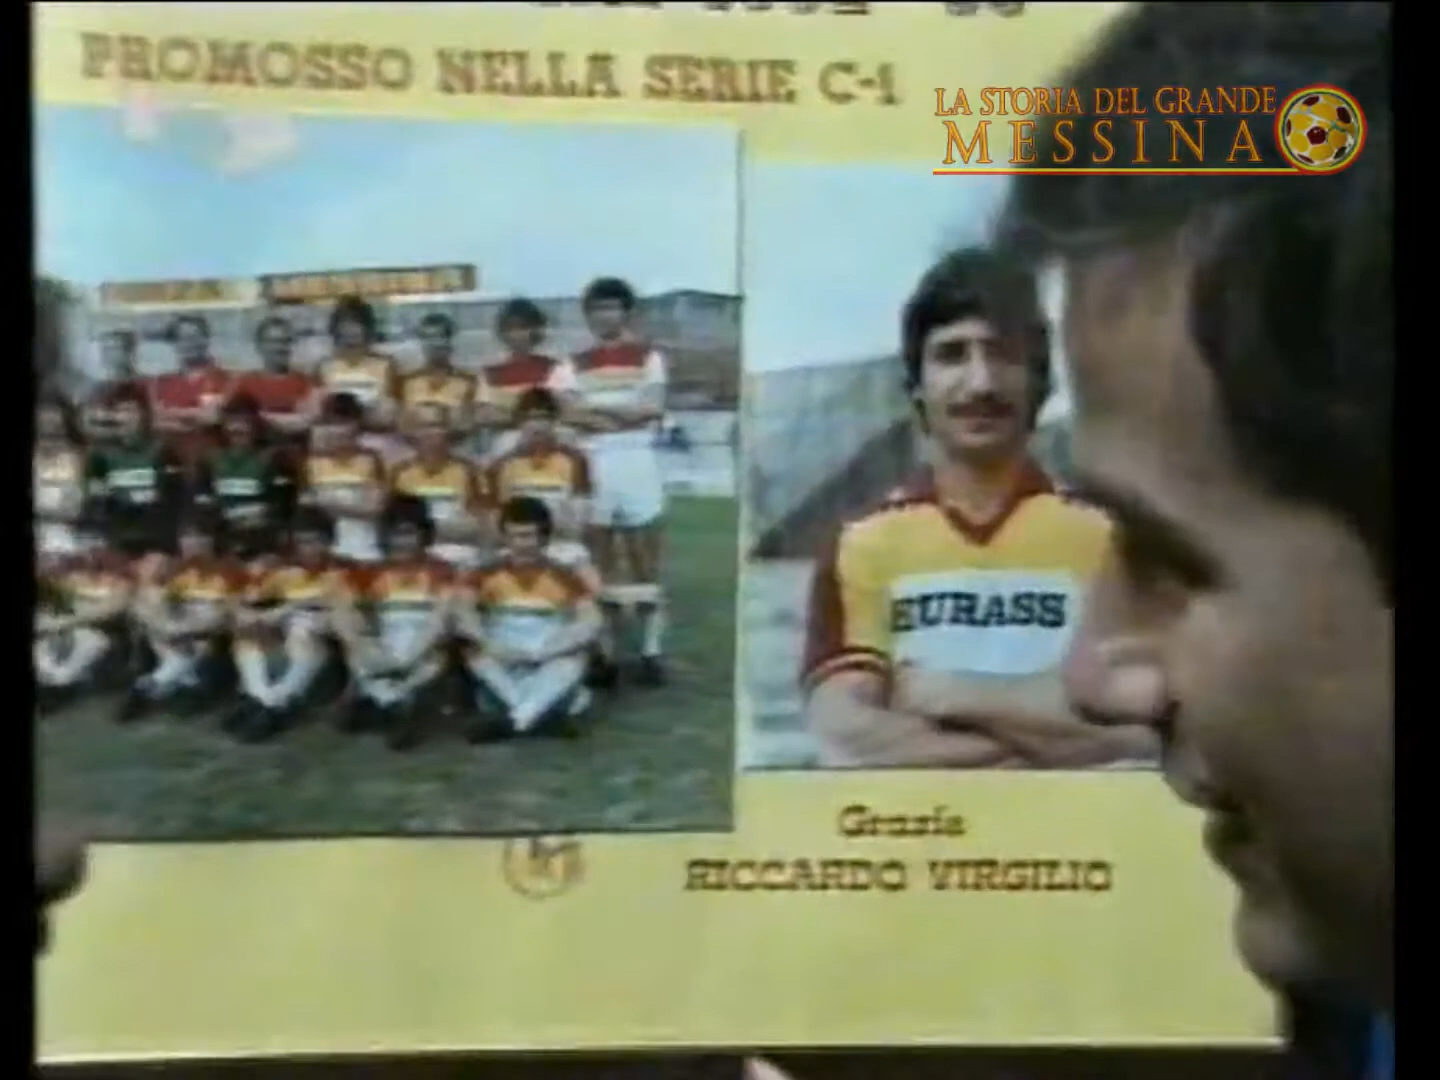 PROMOSSO NELLA SERIE C-1
LA STORIA DEL GRANDE
MESSINA
EURASS
Grazie
RICCARDO VIRGILIO